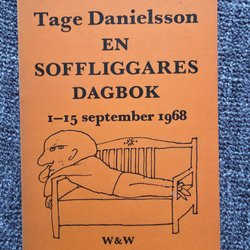 Tage Danielsson
EN
SOFFLIGGARES
DAGBOK
1–15 september 1968
W&W